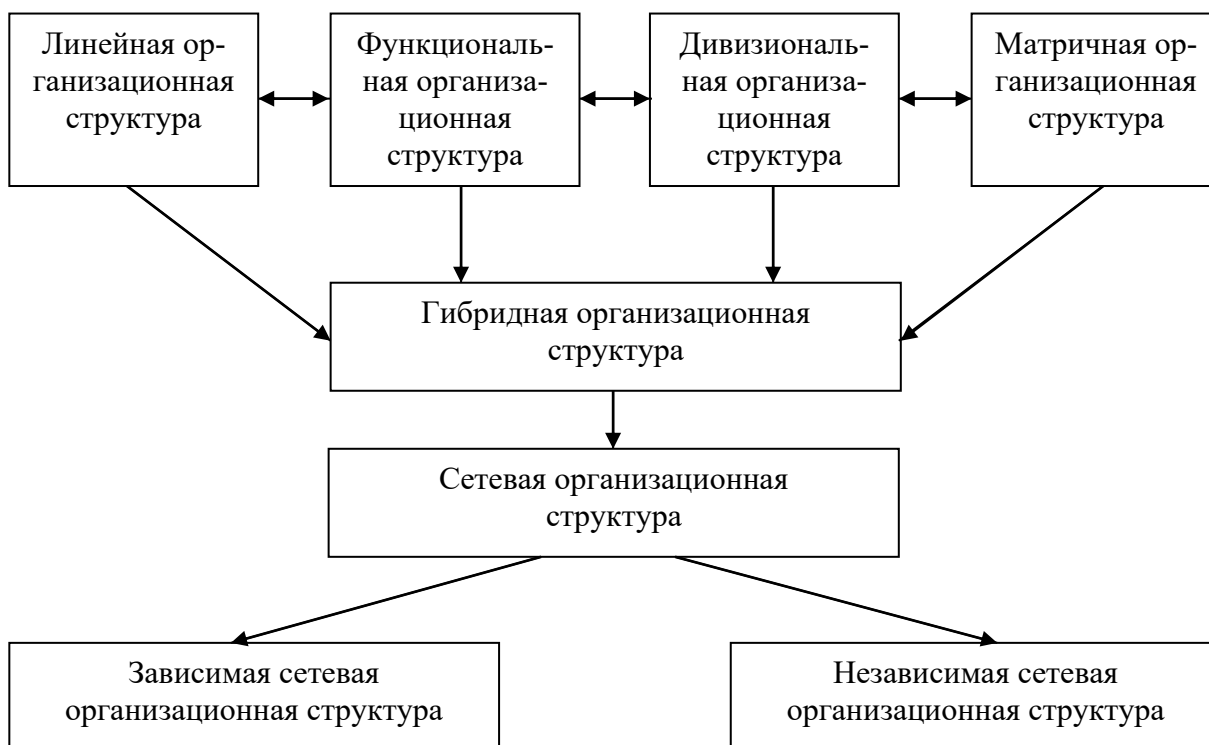 Линейная ор-
ганизационная
структура
Функциональ-
ная организа-
ционная
структура
Дивизиональ-
ная организа-
ционная
структура
Матричная ор-
ганизационная
структура
Гибридная организационная
структура
Сетевая организационная
структура
Зависимая сетевая
организационная структура
Независимая сетевая
организационная структура